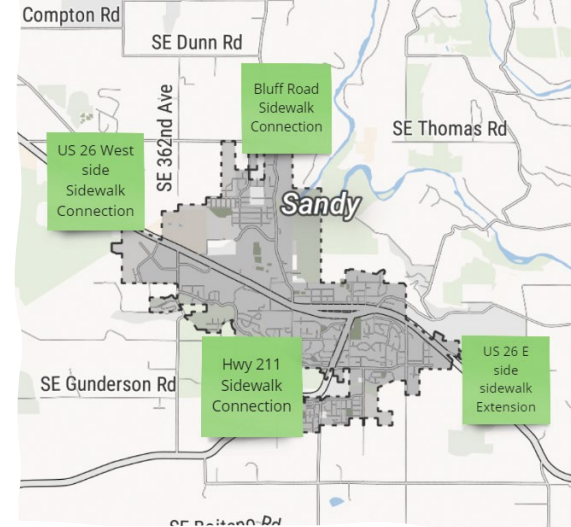 Compton Rd
SE Dunn Rd
Bluff Road
Sidewalk
Connection
SE 362nd Ave
SE Thomas Rd
US 26 West
side
Sidewalk
Connection
Sandy
Hwy 211
Sidewalk
Connection
US 26 E
side
sidewalk
Extension
SE Gunderson Rd
Rd